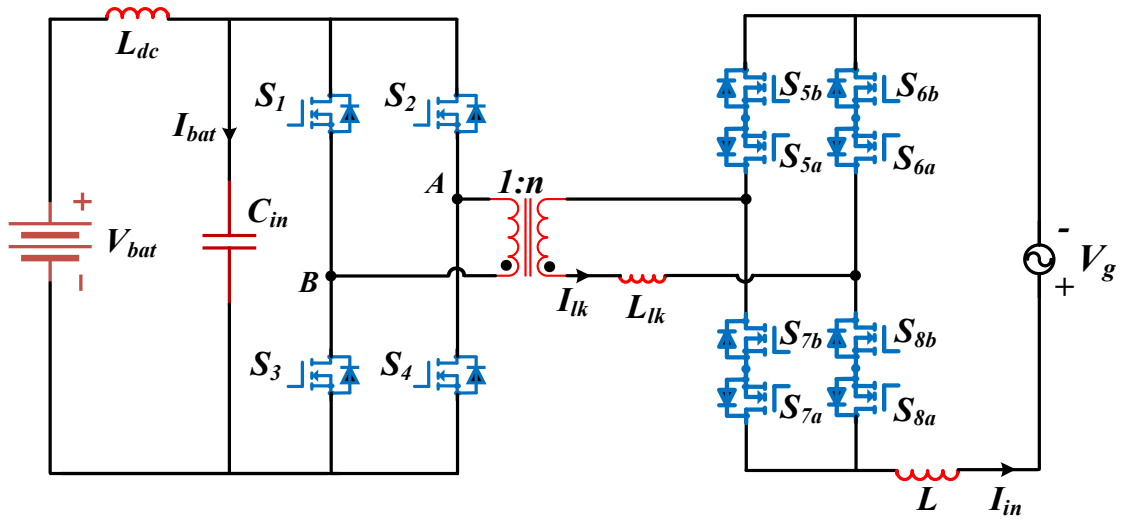 L_dc
S_1
S_2
S_5b
S_6b
I_bat
S_5a
S_6a
A
1:n
+
V_bat
-
C_in
B
I_lk
L_lk
-
V_g
+
S_7b
S_8b
S_3
S_4
S_7a
S_8a
L
I_in